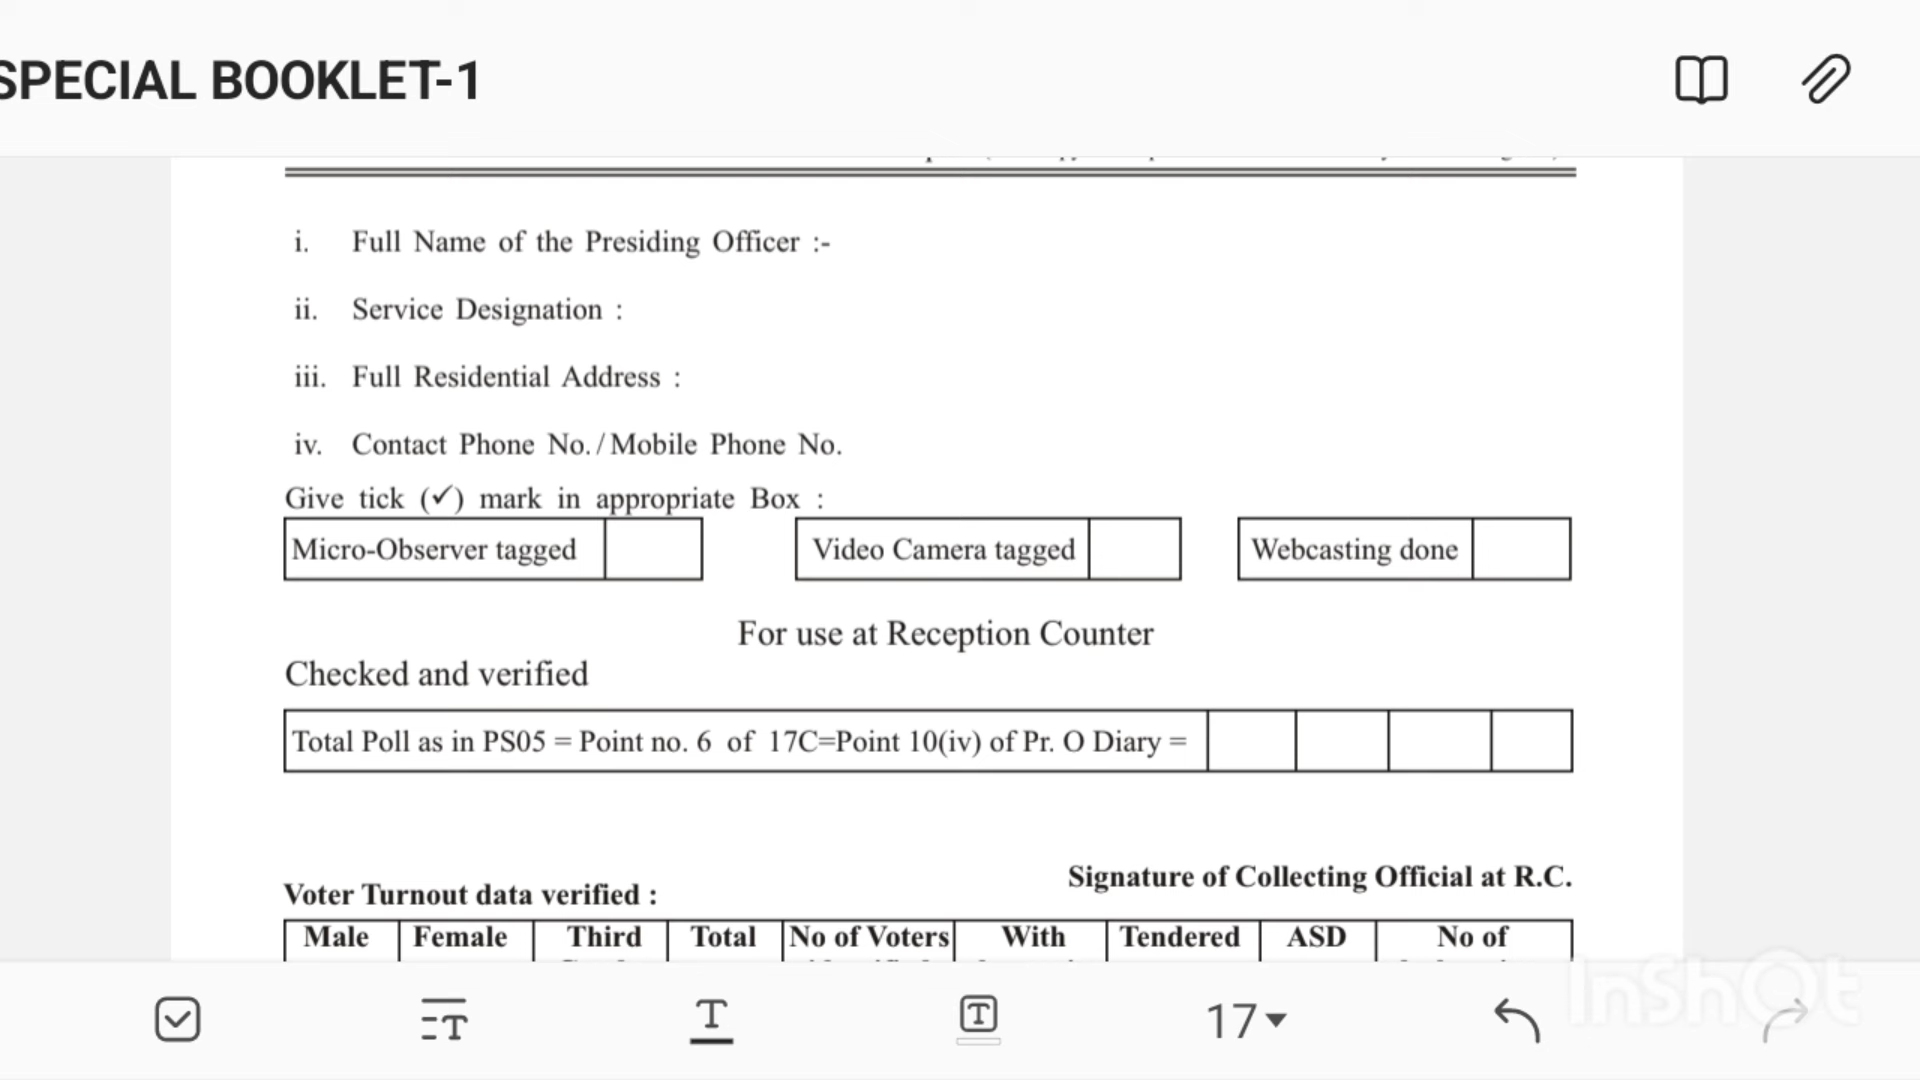 SPECIAL BOOKLET-1
i. Full Name of the Presiding Officer :-
ii. Service Designation :
iii. Full Residential Address :
iv. Contact Phone No. / Mobile Phone No.
Give tick (✓) mark in appropriate Box :
Micro-Observer tagged Video Camera tagged Webcasting done
For use at Reception Counter
Checked and verified
Total Poll as in PS05 = Point no. 6 of 17C=Point 10(iv) of Pr. O Diary =
Signature of Collecting Official at R.C.
Voter Turnout data verified :
Male Female Third Total No of Voters With Tendered ASD No of
17
InShOt